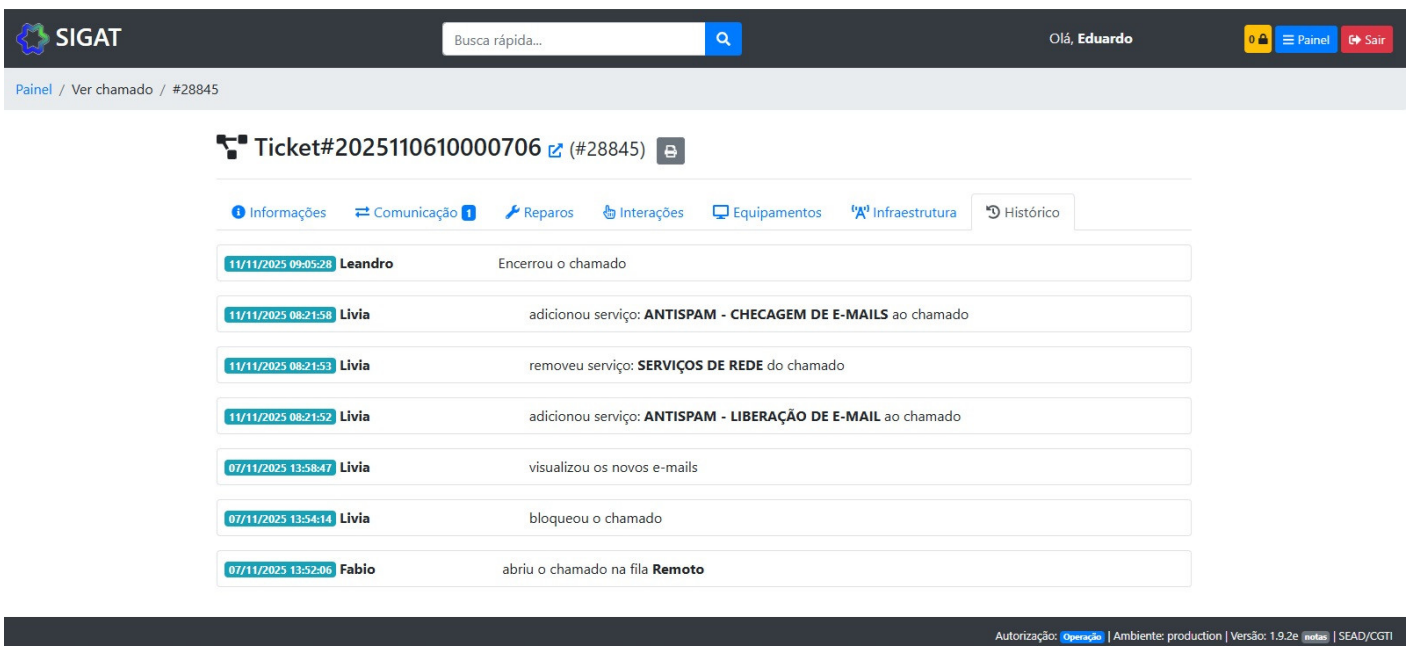 SIGAT
Busca rápida...
Olá, Eduardo
0
Painel
Sair
Painel / Ver chamado / #28845
Ticket#2025110610000706 (#28845)
Informações Comunicação 1 Reparos Interações Equipamentos Infraestrutura Histórico
11/11/2025 09:05:28 Leandro Encerrou o chamado
11/11/2025 08:21:58 Livia adicionou serviço: ANTISPAM - CHECAGEM DE E-MAILS ao chamado
11/11/2025 08:21:53 Livia removeu serviço: SERVIÇOS DE REDE do chamado
11/11/2025 08:21:52 Livia adicionou serviço: ANTISPAM - LIBERAÇÃO DE E-MAIL ao chamado
07/11/2025 13:58:47 Livia visualizou os novos e-mails
07/11/2025 13:54:14 Livia bloqueou o chamado
07/11/2025 13:52:06 Fabio abriu o chamado na fila Remoto
Autorização: Operação | Ambiente: production | Versão: 1.9.2e notas | SEAD/CGTI